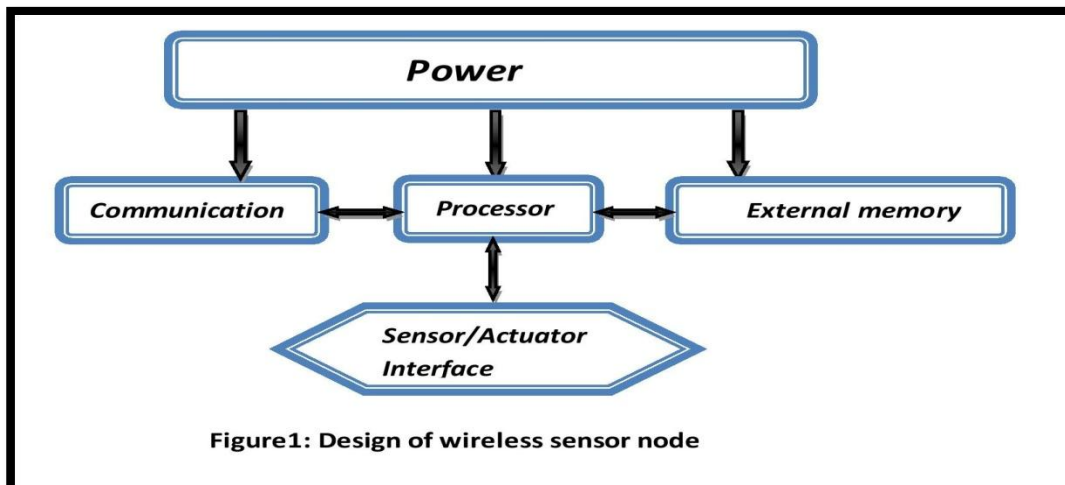 Power
Communication
Processor
External memory
Sensor/Actuator
Interface
Figure1: Design of wireless sensor node